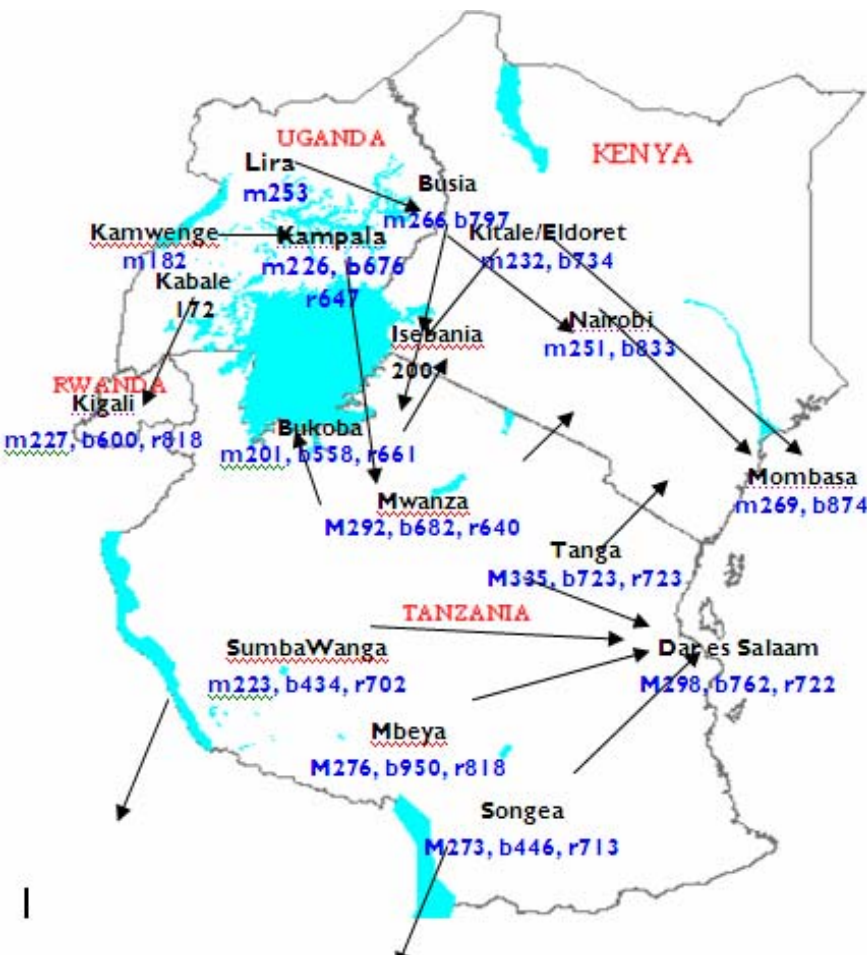 UGANDA
KENYA
Lira
m253
Busia
m266 b797
Kamwenge
m182
Kampala
m226, b676
r647
Kitale/Eldoret
m232, b734
Kabale
172
Nairobi
m251, b833
Isebania
200
RWANDA
Kigali
m227, b600, r818
Bukoba
m201, b558, r661
Mwanza
M292, b682, r640
Mombasa
m269, b874
Tanga
M335, b723, r723
TANZANIA
SumbaWanga
m223, b434, r702
Dar es Salaam
M298, b762, r722
Mbeya
M276, b950, r818
Songea
M273, b446, r713
l